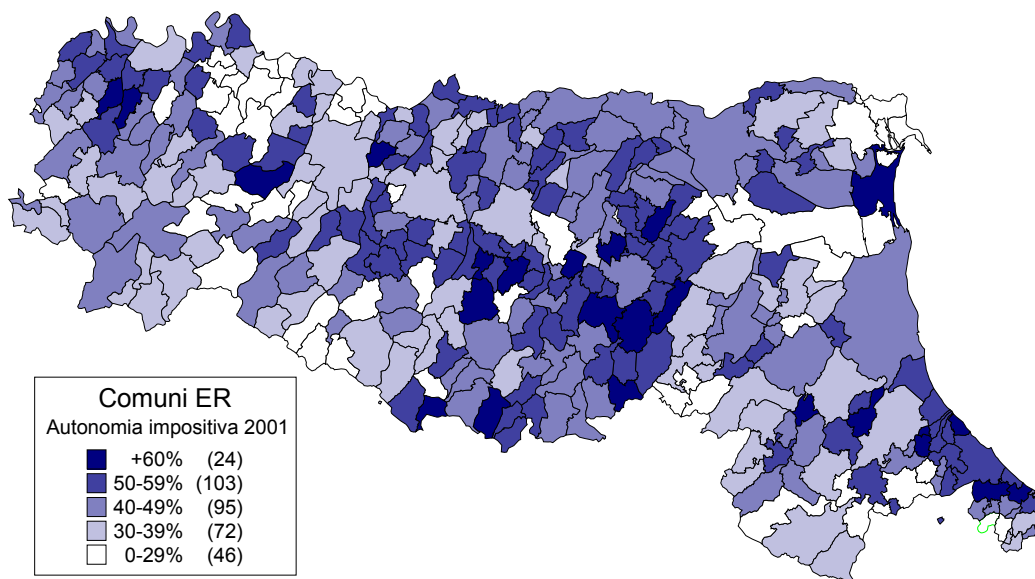 Comuni ER
Autonomia impositiva 2001
+60% (24)
50-59% (103)
40-49% (95)
30-39% (72)
0-29% (46)